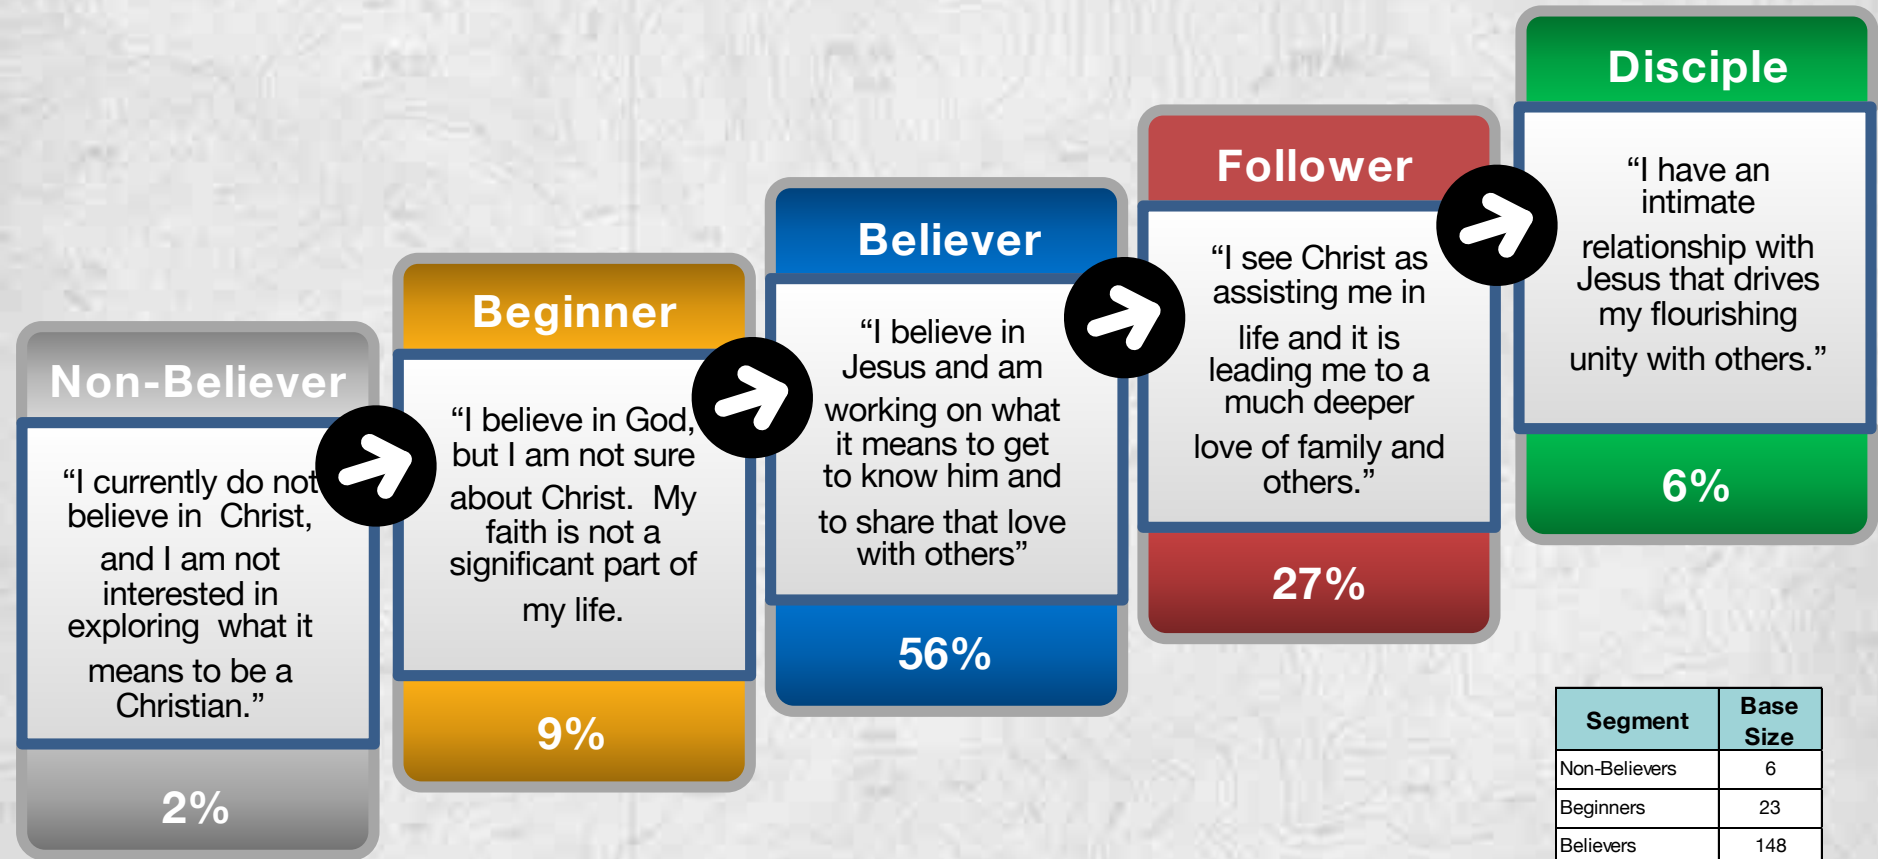 Non-Believer
“I currently do not
believe in  Christ,
and I am not
interested in
exploring  what it
means to be a
Christian.”
2%
Beginner
“I believe in God,
but I am not sure
about Christ.  My
faith is not a
significant part of
my life.
9%
Believer
“I believe in
Jesus and am
working on what
it means to get
to know him and
to share that love
with others”
56%
Follower
“I see Christ as
assisting me in
life and it is
leading me to a
much deeper
love of family and
others.”
27%
Disciple
“I have an
intimate
relationship with
Jesus that drives
my flourishing
unity with others.”
6%
Segment Base
Size
Non-Believers 6
Beginners 23
Believers 148